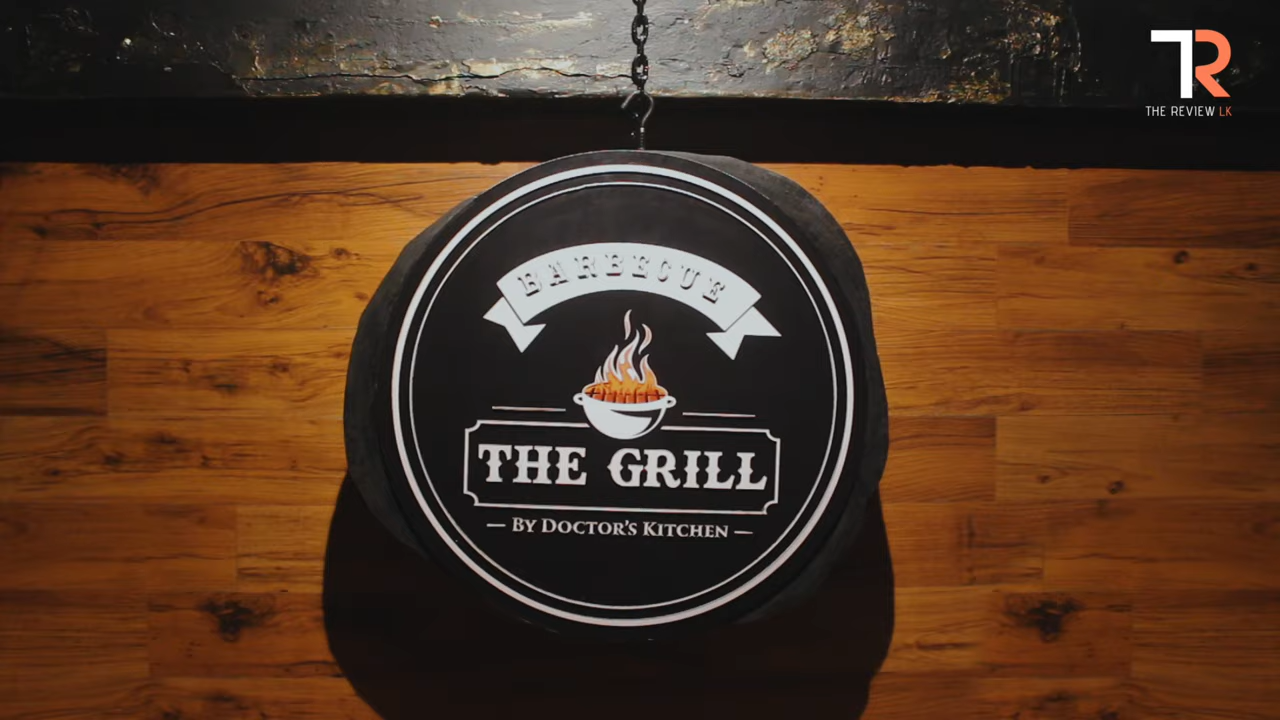 TR
THE REVIEW LK
BARBECUE
THE GRILL
— BY DOCTOR'S KITCHEN —